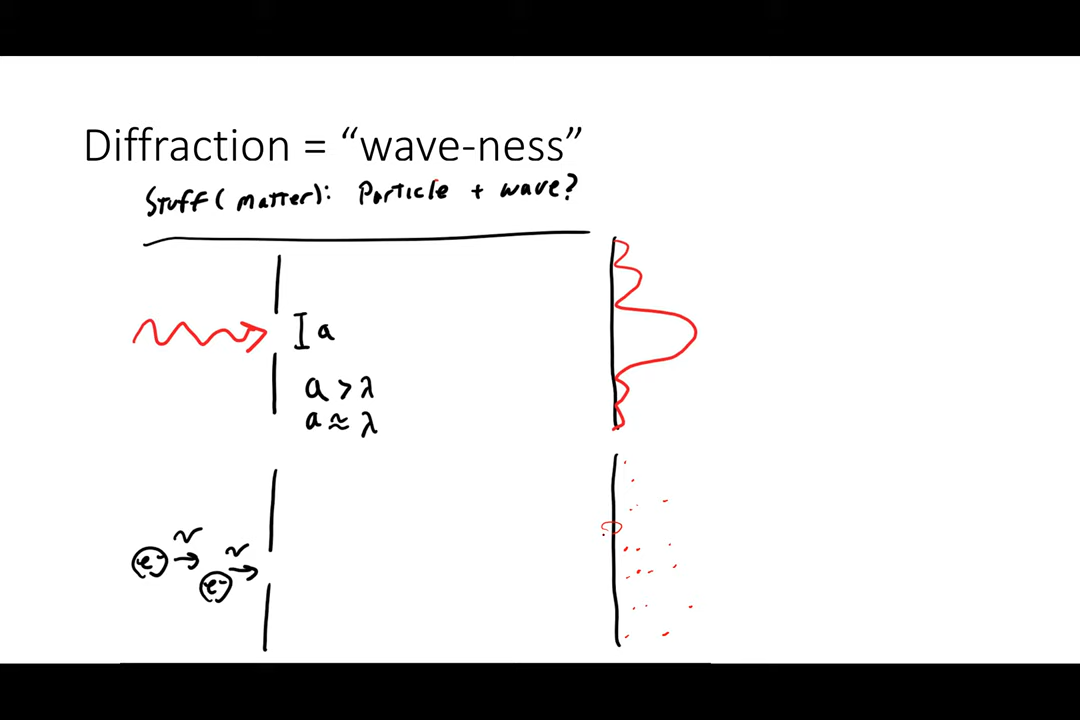 Diffraction = “wave-ness”
Stuff (matter): Particle + wave?
a
a > λ
a ≈ λ
v
v
e-
e-